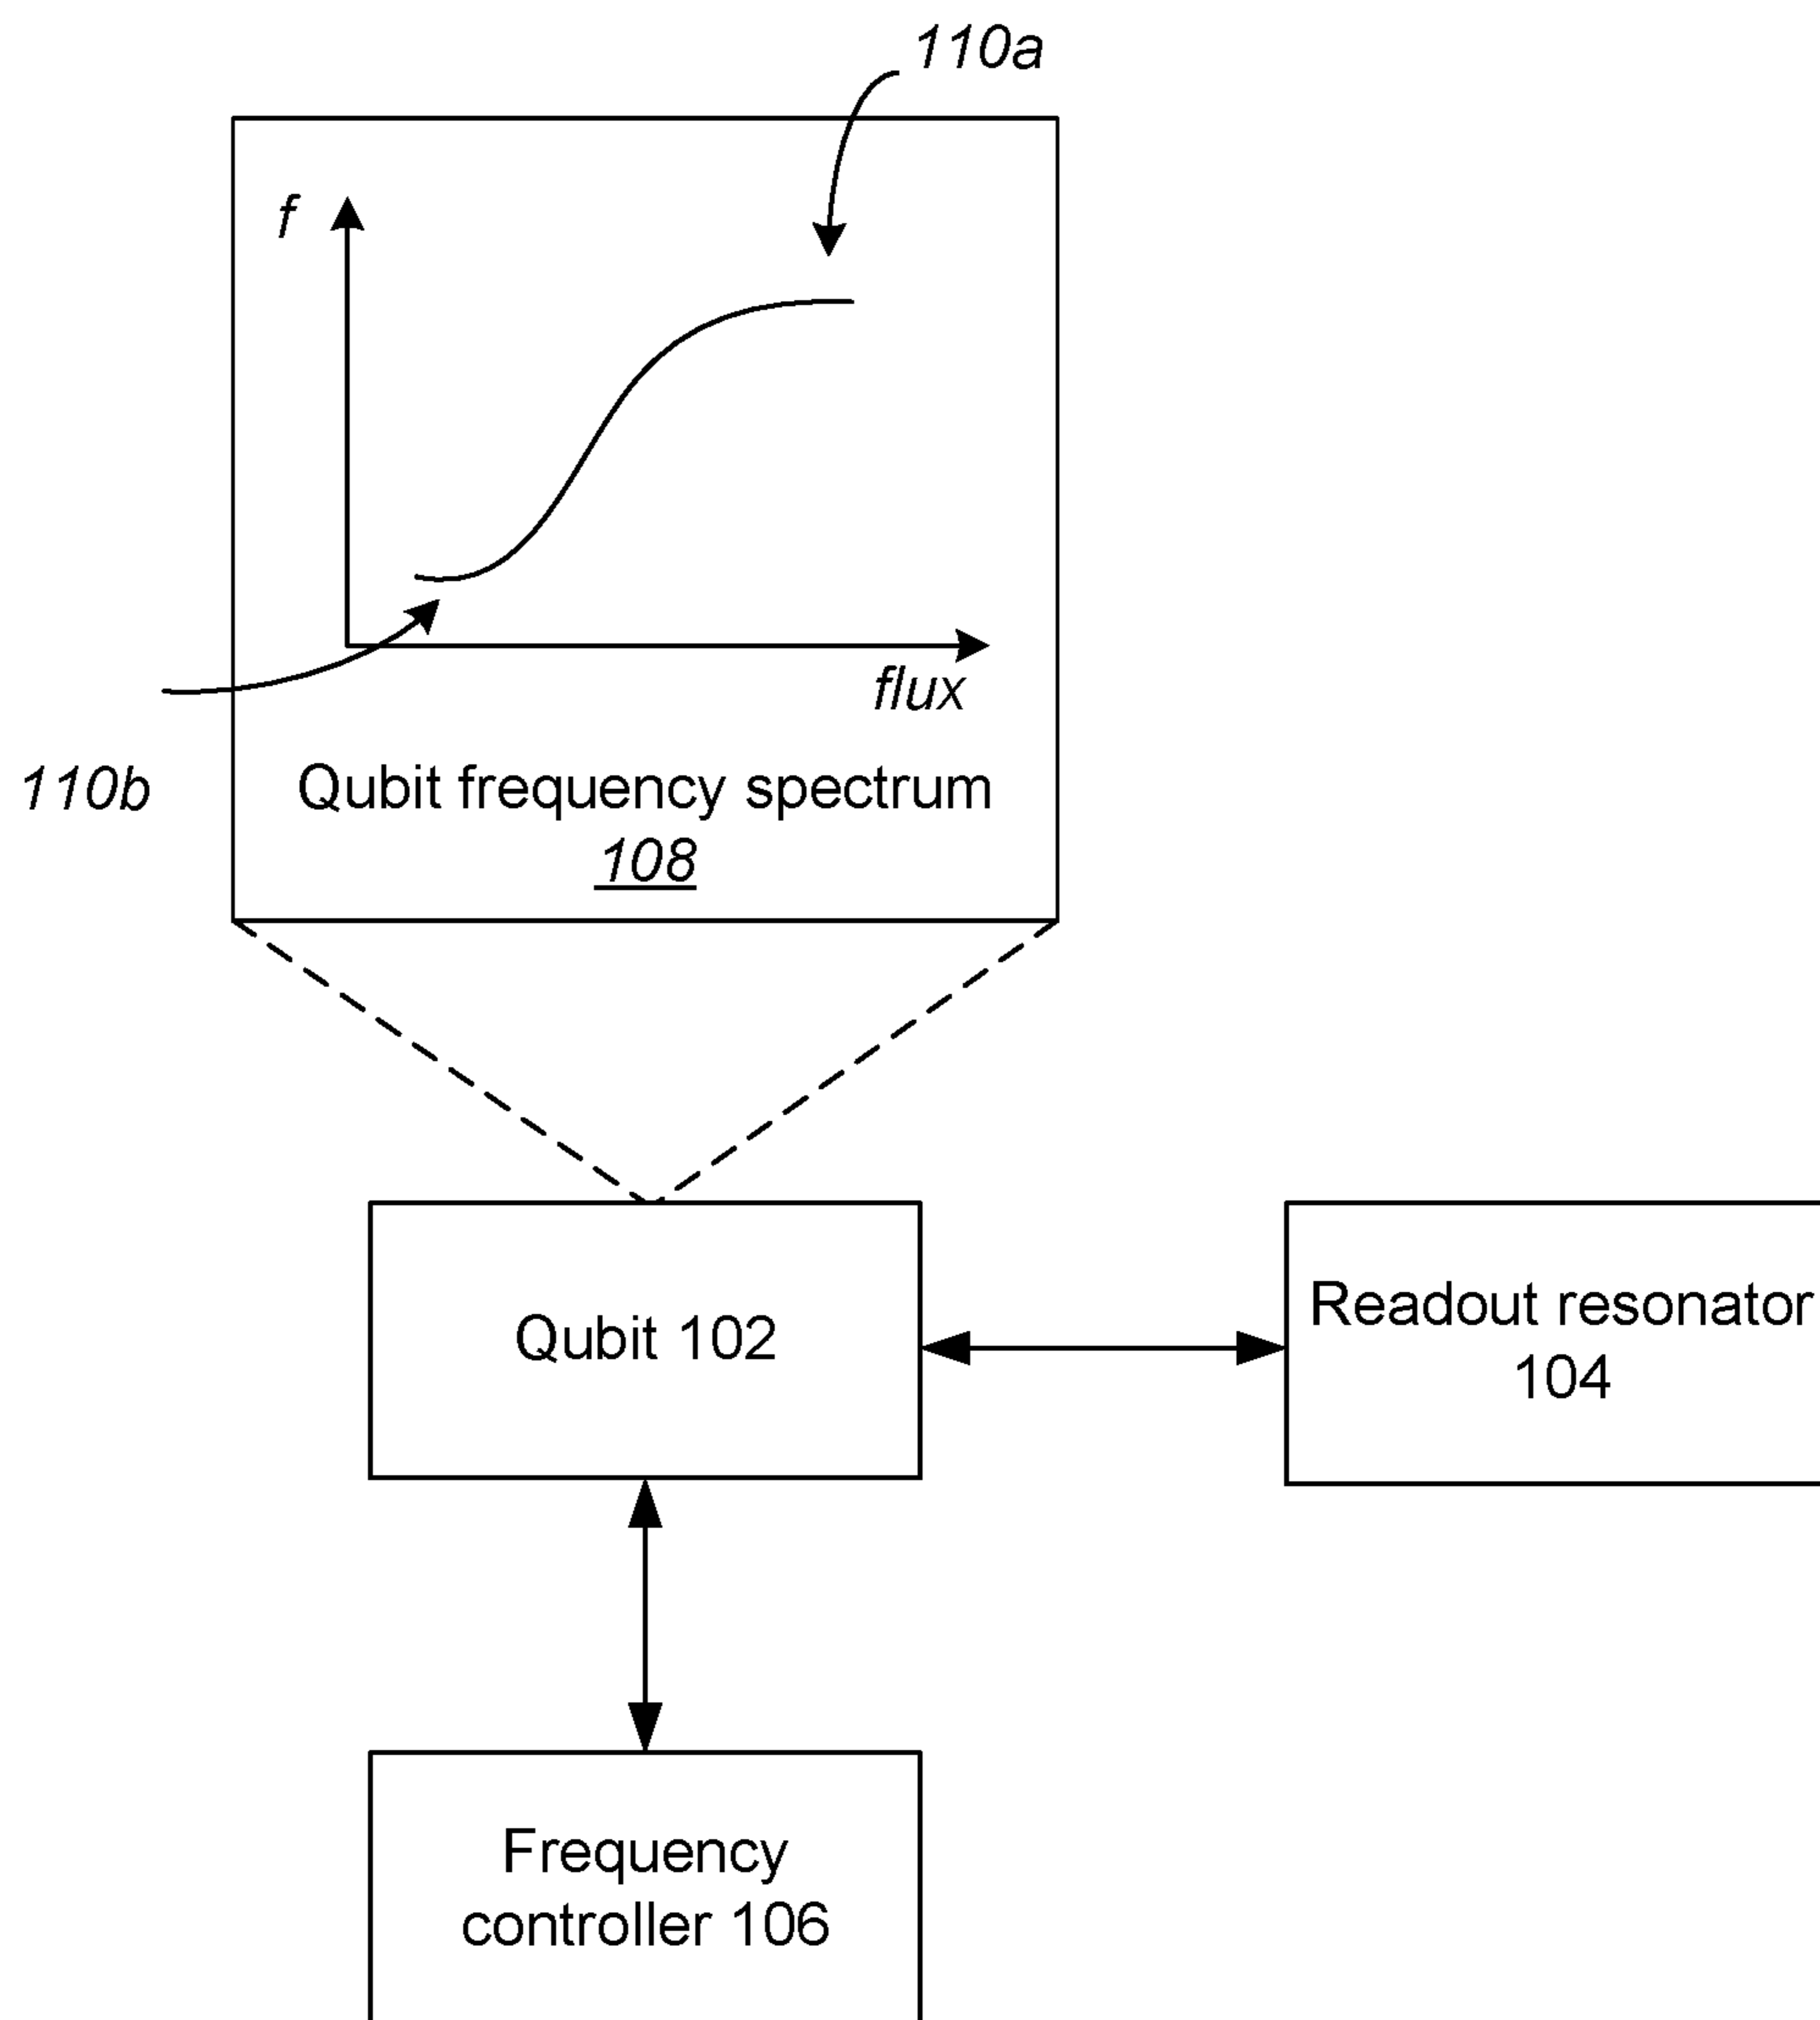 110a
f
flux
110b
Qubit frequency spectrum
108
Qubit 102
Readout resonator
104
Frequency
controller 106